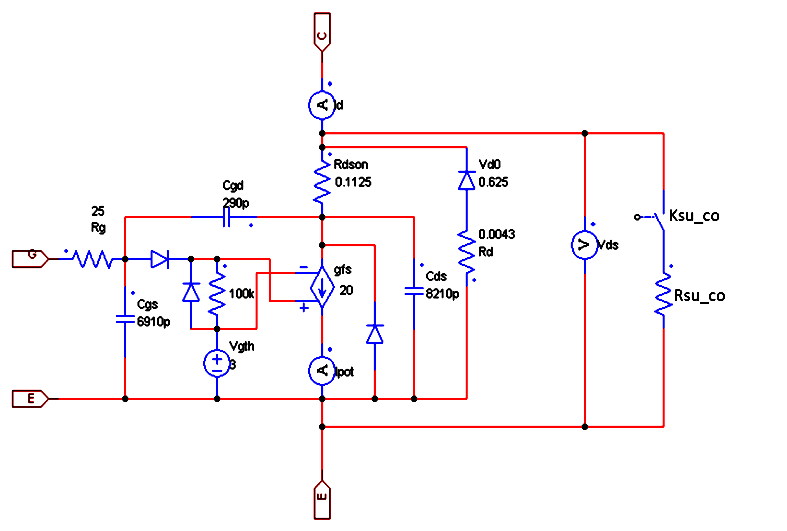 C
A
d
Rdson
0.1125
Vd0
0.625
Cgd
290p
25
Rg
Ksu_co
G
0.0043
Rd
V
Vds
gfs
20
Cds
8210p
100k
Cgs
6910p
Rsu_co
Vgth
3
A
Ipot
E
E